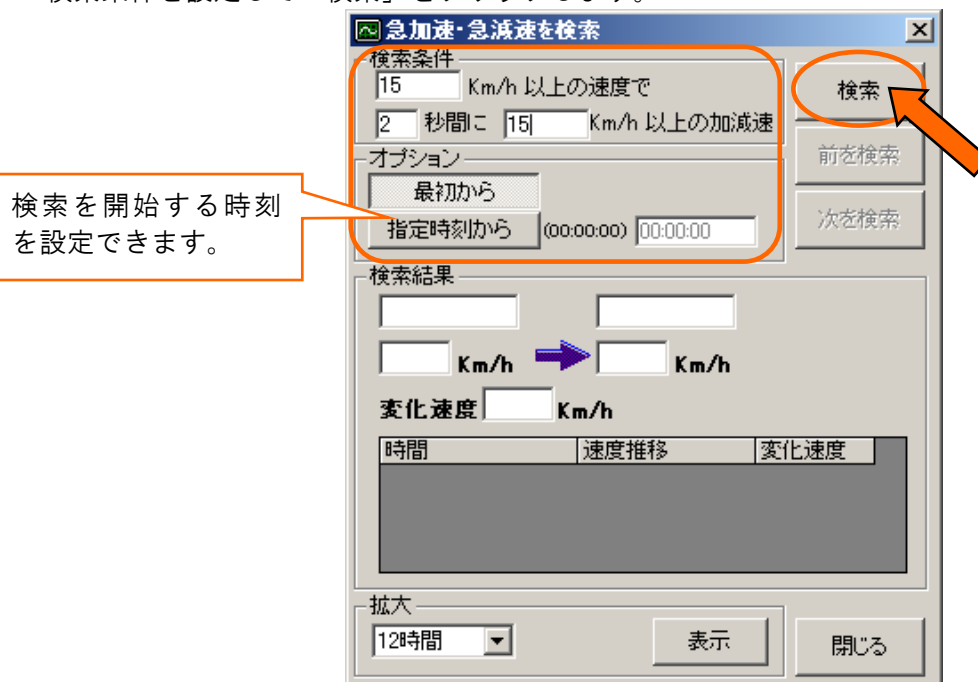 検索条件を設定して「検索」をクリックします。
急加速・急減速を検索
検索条件
15 Km/h 以上の速度で
2 秒間に 15 Km/h 以上の加減速
検索
前を検索
次を検索
オプション
最初から
指定時刻から (00:00:00) 00:00:00
検索を開始する時刻
を設定できます。
検索結果
Km/h Km/h
変化速度 Km/h
時間 速度推移 変化速度
拡大
12時間 表示 閉じる